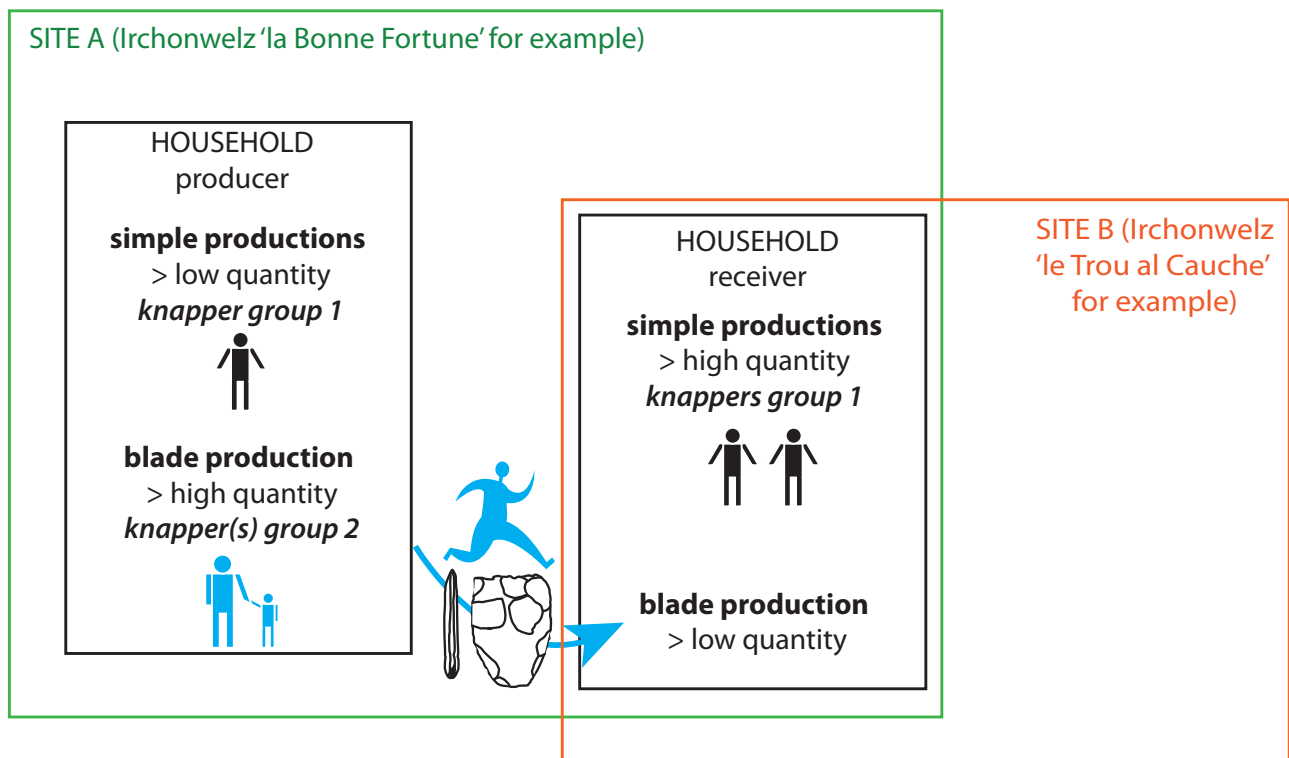 SITE A (Irchonwelz ‘la Bonne Fortune’ for example)
HOUSEHOLD
producer
simple productions
> low quantity
knapper group 1
blade production
> high quantity
knapper(s) group 2
HOUSEHOLD
receiver
simple productions
> high quantity
knappers group 1
blade production
> low quantity
SITE B (Irchonwelz
‘le Trou al Cauche’
for example)